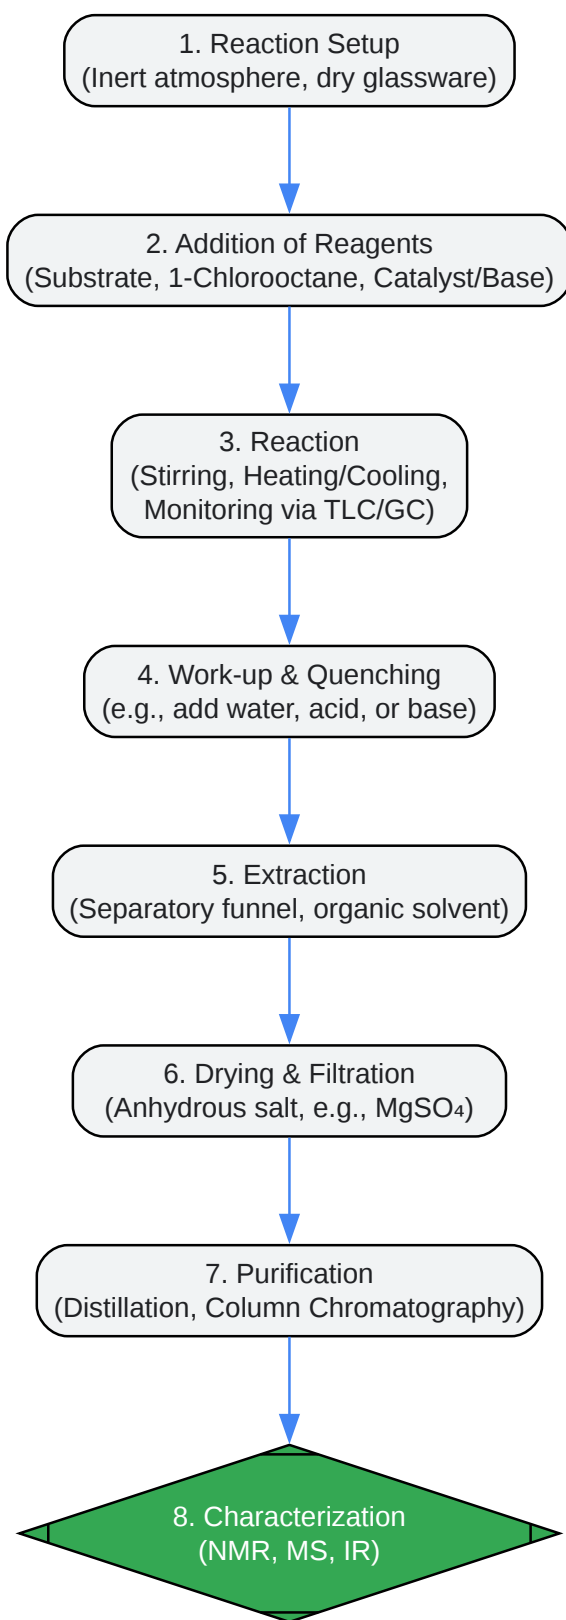 1. Reaction Setup
(Inert atmosphere, dry glassware)
2. Addition of Reagents
(Substrate, 1-Chlorooctane, Catalyst/Base)
3. Reaction
(Stirring, Heating/Cooling,
Monitoring via TLC/GC)
4. Work-up & Quenching
(e.g., add water, acid, or base)
5. Extraction
(Separatory funnel, organic solvent)
6. Drying & Filtration
(Anhydrous salt, e.g., MgSO₄)
7. Purification
(Distillation, Column Chromatography)
8. Characterization
(NMR, MS, IR)